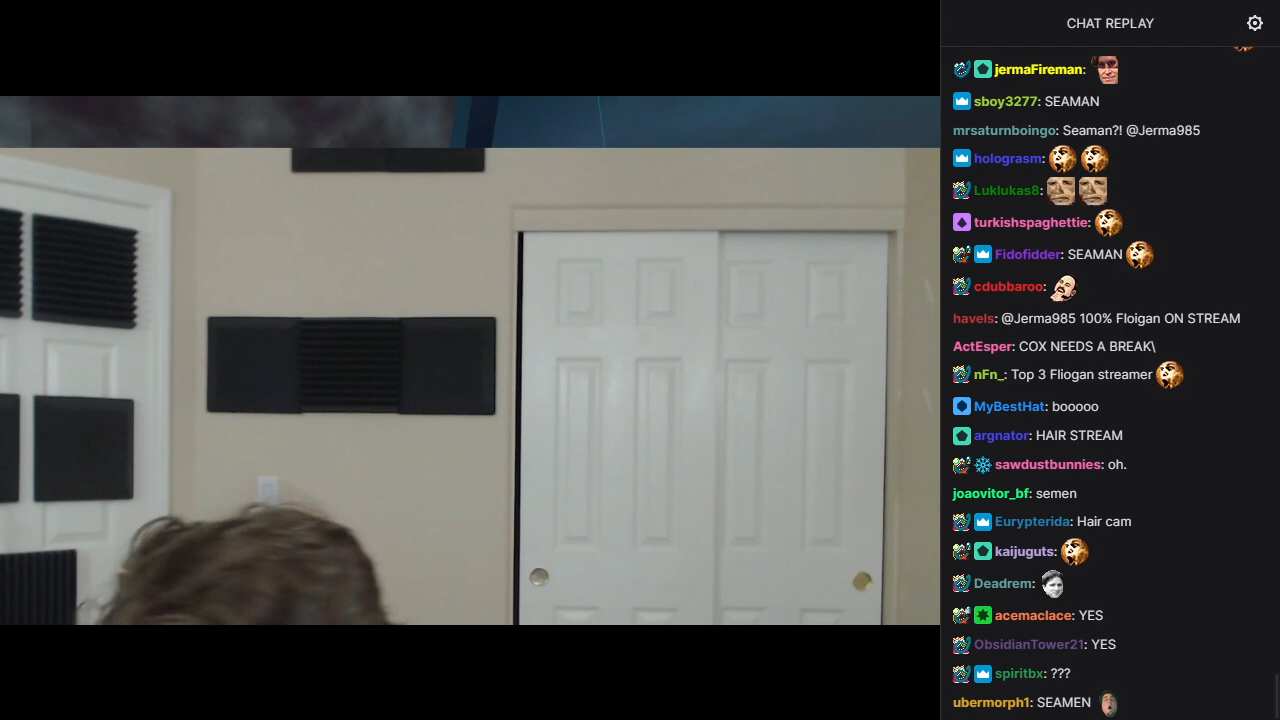 CHAT REPLAY
jermaFireman:
sboy3277: SEAMAN
mrsaturnboingo: Seaman?! @Jerma985
holograsm:
Luklukas8:
turkishspaghettie:
Fidofidder: SEAMAN
cdubbaroo:
havels: @Jerma985 100% Floigan ON STREAM
ActEsper: COX NEEDS A BREAK\
nFn_: Top 3 Fliogan streamer
MyBestHat: booooo
argnator: HAIR STREAM
sawdustbunnies: oh.
joaovitor_bf: semen
Eurypterida: Hair cam
kaijuguts:
Deadrem:
acemaclace: YES
ObsidianTower21: YES
spiritbx: ???
ubermorph1: SEAMEN